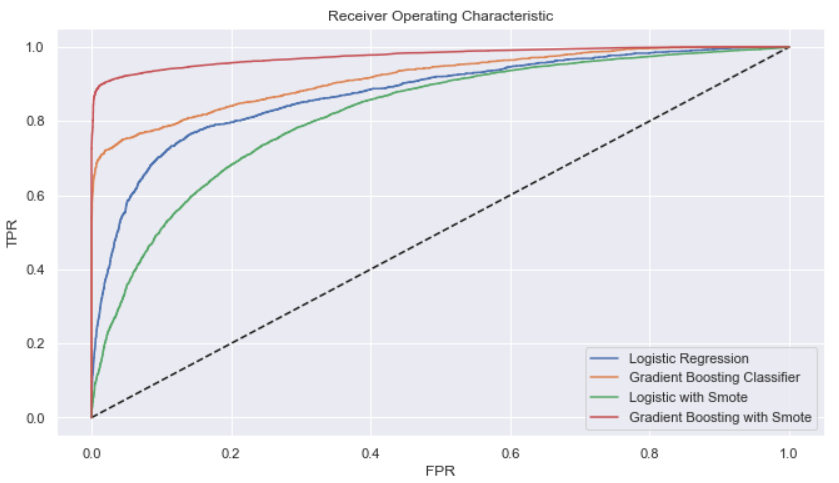 Receiver Operating Characteristic
1.0
0.8
0.6
0.4
0.2
0.0
TPR
0.0 0.2 0.4 0.6 0.8 1.0
FPR
Logistic Regression
Gradient Boosting Classifier
Logistic with Smote
Gradient Boosting with Smote